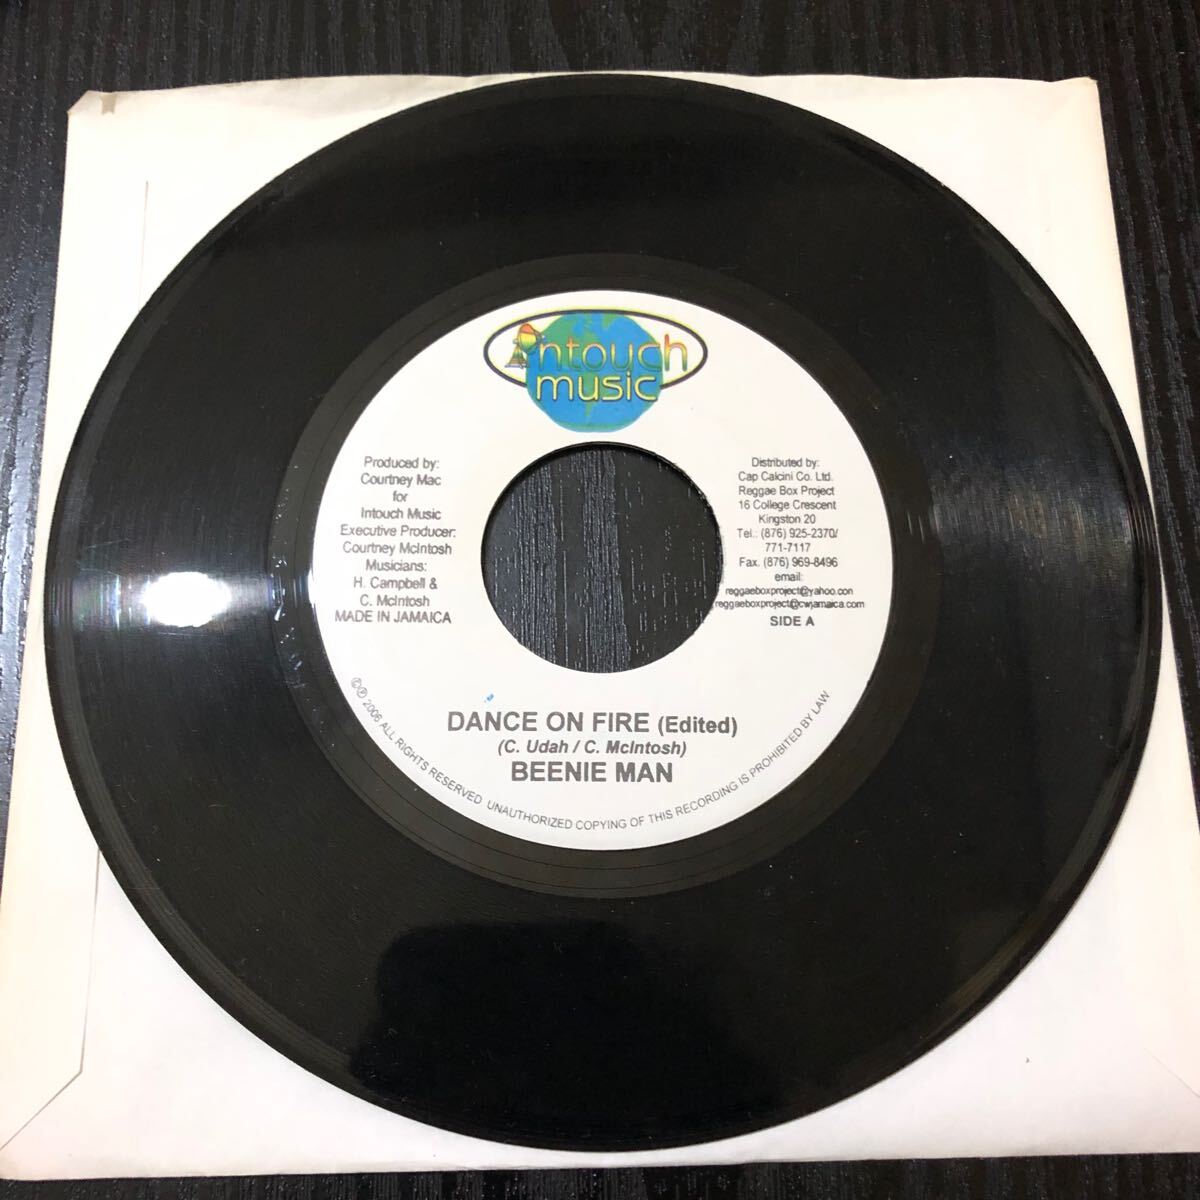 intouch
music
Produced by:
Courtney Mac
for
Intouch Music
Executive Producer:
Courtney McIntosh
Musicians:
H. Campbell &
C. McIntosh
MADE IN JAMAICA
Distributed by:
Cap Calcini Co. Ltd.
Reggae Box Project
16 College Crescent
Kingston 20
Tel.: (876) 925-2370/
771-7117
Fax. (876) 969-8496
email:
reggaeboxproject@yahoo.con
reggaeboxproject@cwjamaica.com
SIDE A
DANCE ON FIRE (Edited)
(C. Udah / C. McIntosh)
BEENIE MAN
©℗ 2006 ALL RIGHTS RESERVED UNAUTHORIZED COPYING OF THIS RECORDING IS PROHIBITED BY LAW